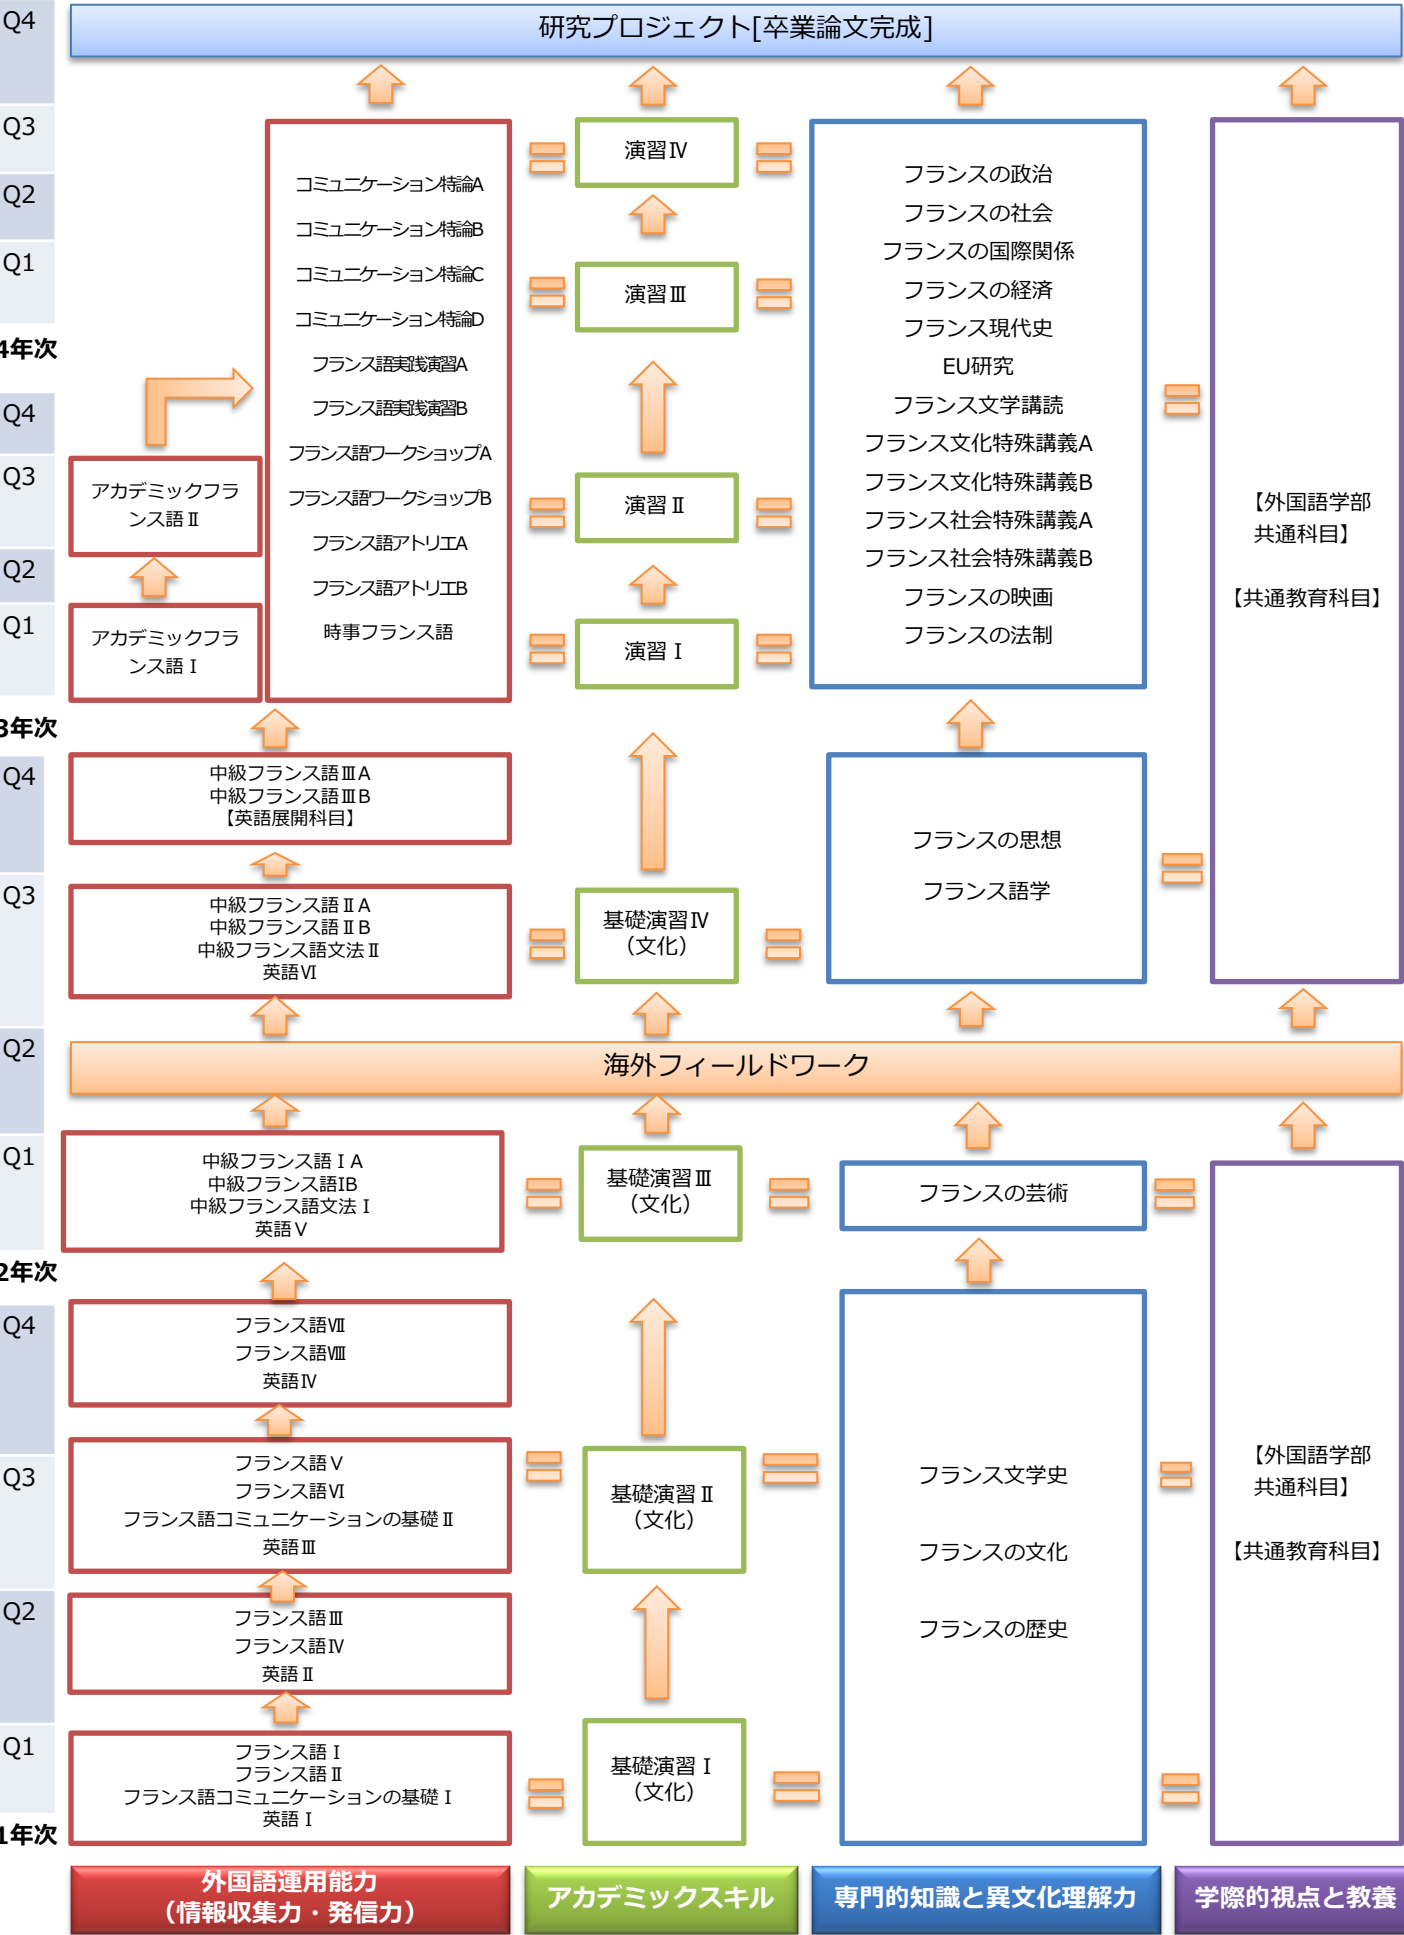 Q4
研究プロジェクト[卒業論文完成]
Q3
Q2
Q1
4年次
コミュニケーション特論A
コミュニケーション特論B
コミュニケーション特論C
コミュニケーション特論D
フランス語実践演習A
フランス語実践演習B
フランス語ワークショップA
フランス語ワークショップB
フランス語アトリエA
フランス語アトリエB
時事フランス語
演習Ⅳ
演習Ⅲ
演習Ⅱ
演習Ⅰ
フランスの政治
フランスの社会
フランスの国際関係
フランスの経済
フランス現代史
EU研究
フランス文学講読
フランス文化特殊講義A
フランス文化特殊講義B
フランス社会特殊講義A
フランス社会特殊講義B
フランスの映画
フランスの法制
【外国語学部
共通科目】
【共通教育科目】
Q4
Q3
Q2
Q1
3年次
アカデミックフラ
ンス語Ⅱ
アカデミックフラ
ンス語Ⅰ
Q4
Q3
中級フランス語ⅢA
中級フランス語ⅢB
【英語展開科目】
中級フランス語ⅡA
中級フランス語ⅡB
中級フランス語文法Ⅱ
英語Ⅵ
基礎演習Ⅳ
（文化）
フランスの思想
フランス語学
Q2
海外フィールドワーク
Q1
2年次
中級フランス語ⅠA
中級フランス語IB
中級フランス語文法Ⅰ
英語Ⅴ
基礎演習Ⅲ
（文化）
フランスの芸術
Q4
フランス語Ⅶ
フランス語Ⅷ
英語Ⅳ
Q3
フランス語Ⅴ
フランス語Ⅵ
フランス語コミュニケーションの基礎Ⅱ
英語Ⅲ
基礎演習Ⅱ
（文化）
フランス文学史
フランスの文化
フランスの歴史
【外国語学部
共通科目】
【共通教育科目】
Q2
フランス語Ⅲ
フランス語Ⅳ
英語Ⅱ
Q1
1年次
フランス語Ⅰ
フランス語Ⅱ
フランス語コミュニケーションの基礎Ⅰ
英語Ⅰ
基礎演習Ⅰ
（文化）
外国語運用能力
（情報収集力・発信力）
アカデミックスキル
専門的知識と異文化理解力
学際的視点と教養